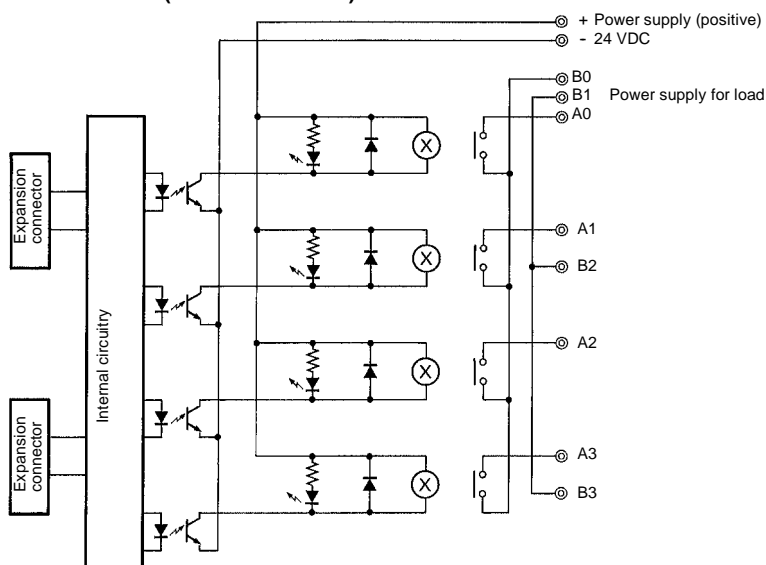 + Power supply (positive)
- 24 VDC
B0
B1 Power supply for load
A0
Expansion
connector
A1
B2
Internal circuitry
A2
Expansion
connector
A3
B3
X
X
X
X